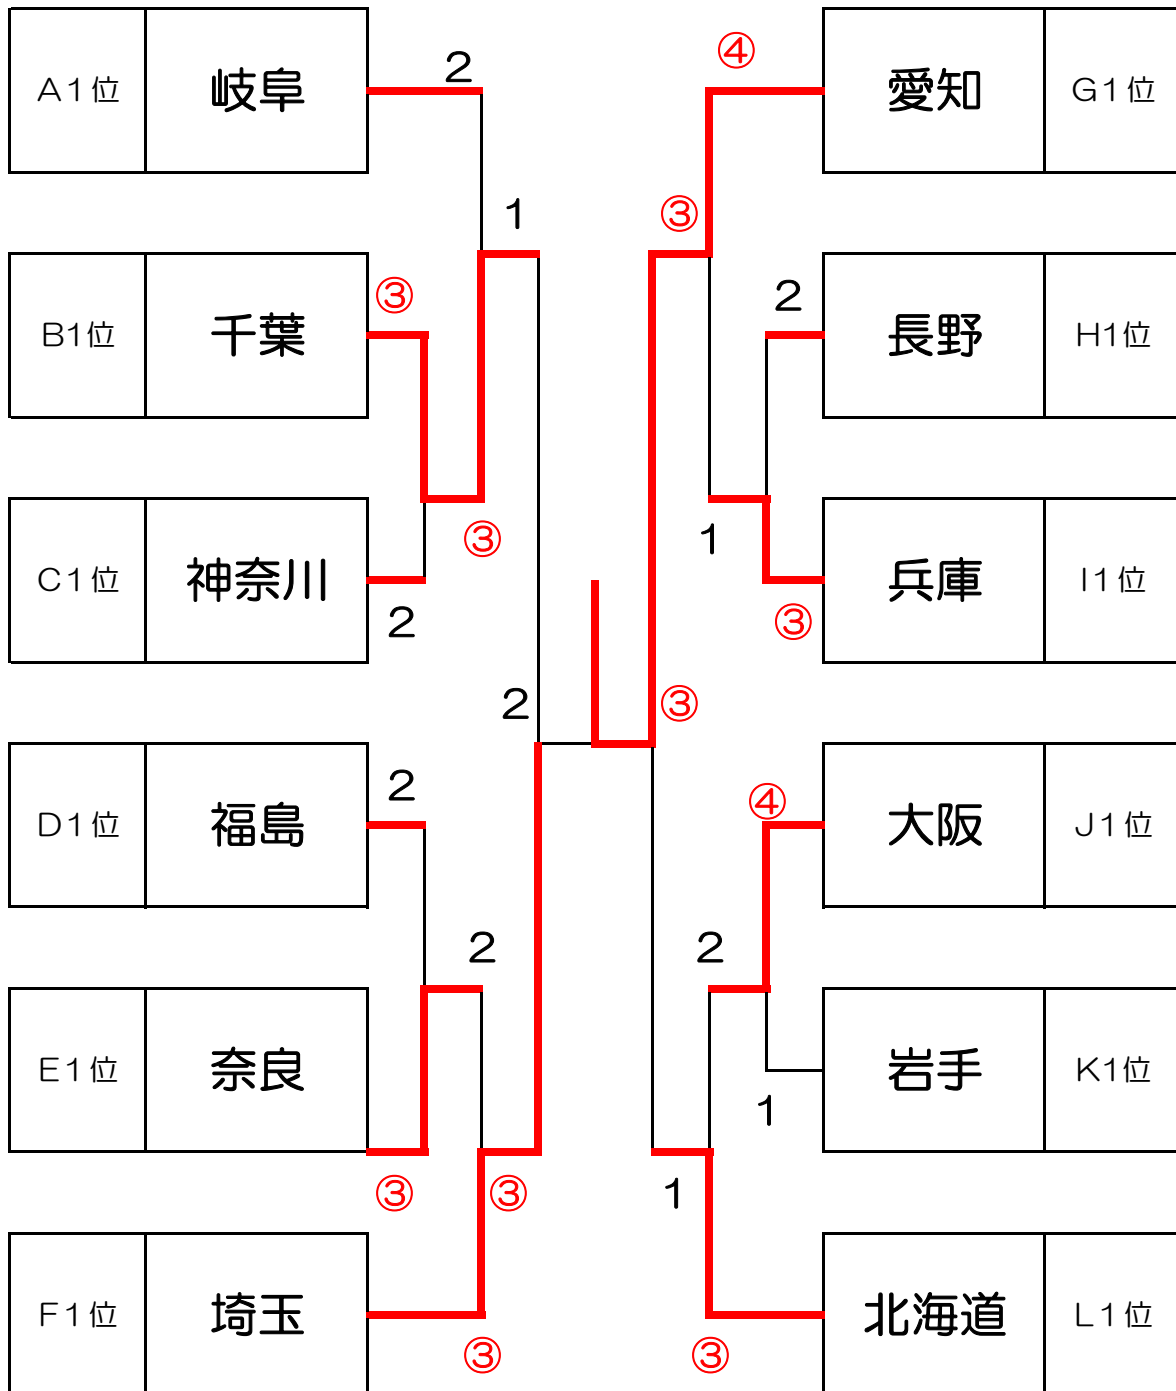 A1位 岐阜 2 ④ 愛知 G1位
1 ③
B1位 千葉 ③ 2 長野 H1位
③ 1
C1位 神奈川 2 ③ 兵庫 I1位
2 ③
D1位 福島 2 ④ 大阪 J1位
2 2
E1位 奈良 1 岩手 K1位
③ ③ 1
F1位 埼玉 ③ ③ 北海道 L1位